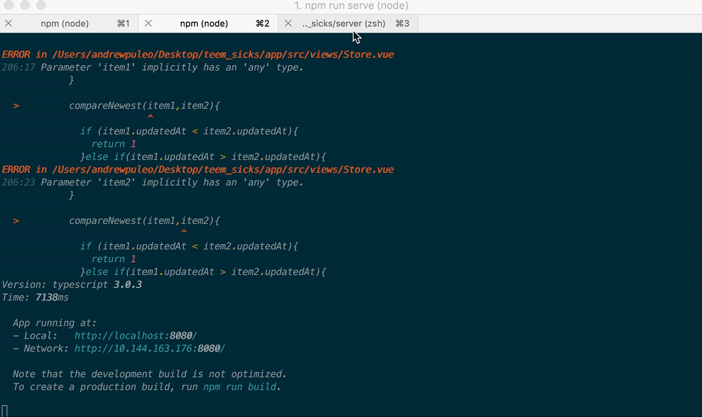 1. npm run serve (node)
npm (node) ⌘1 npm (node) ⌘2 .._sicks/server (zsh) ⌘3
ERROR in /Users/andrewpuleo/Desktop/teem_sicks/app/src/views/Store.vue
206:17 Parameter 'item1' implicitly has an 'any' type.
}
> compareNewest(item1,item2){
^
if (item1.updatedAt < item2.updatedAt){
return 1
}else if(item1.updatedAt > item2.updatedAt){
ERROR in /Users/andrewpuleo/Desktop/teem_sicks/app/src/views/Store.vue
206:23 Parameter 'item2' implicitly has an 'any' type.
}
> compareNewest(item1,item2){
^
if (item1.updatedAt < item2.updatedAt){
return 1
}else if(item1.updatedAt > item2.updatedAt){
Version: typescript 3.0.3
Time: 7138ms
App running at:
- Local: http://localhost:8080/
- Network: http://10.144.163.176:8080/
Note that the development build is not optimized.
To create a production build, run npm run build.